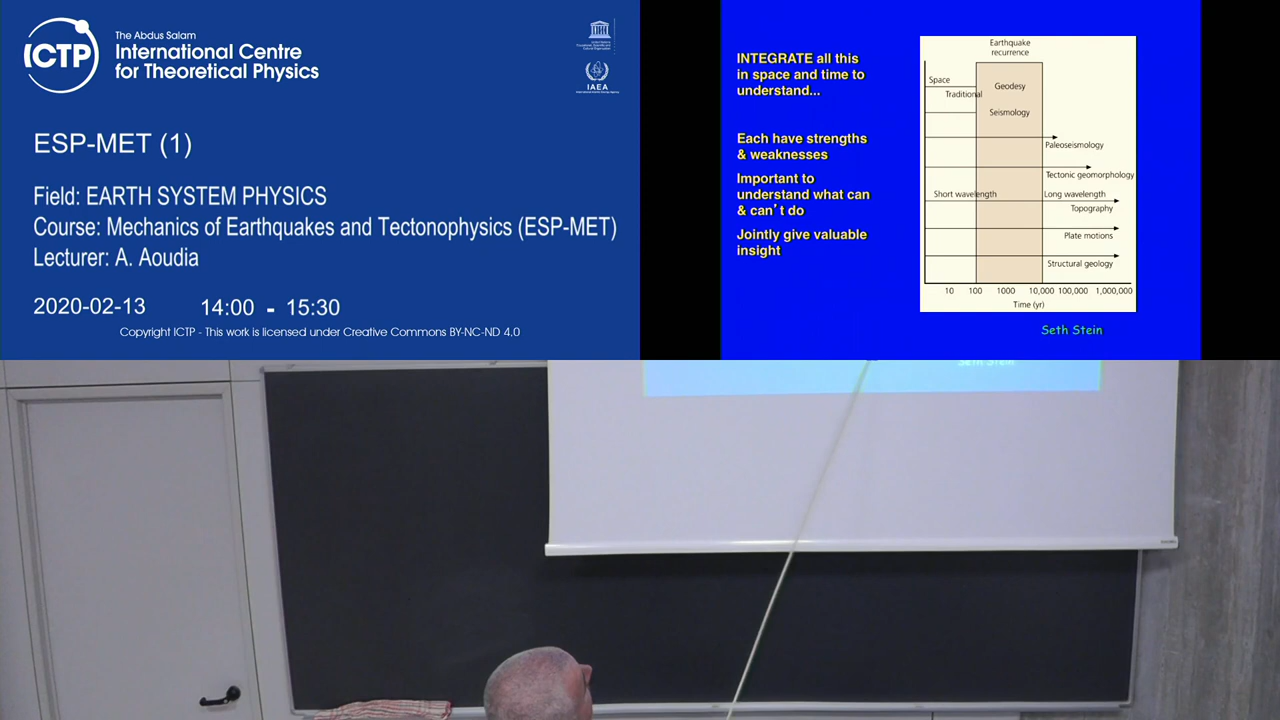 ICTP
The Abdus Salam
International Centre
for Theoretical Physics
IAEA
ESP-MET (1)
Field: EARTH SYSTEM PHYSICS
Course: Mechanics of Earthquakes and Tectonophysics (ESP-MET)
Lecturer: A. Aoudia
2020-02-13 14:00 - 15:30
Copyright ICTP - This work is licensed under Creative Commons BY-NC-ND 4.0
INTEGRATE all this
in space and time to
understand...
Each have strengths
& weaknesses
Important to
understand what can
& can't do
Jointly give valuable
insight
Earthquake
recurrence
Space
Geodesy
Traditional
Seismology
Paleoseismology
Tectonic geomorphology
Short wavelength
Long wavelength
Topography
Plate motions
Structural geology
10 100 1000 10,000 100,000 1,000,000
Time (yr)
Seth Stein
Seth Stein